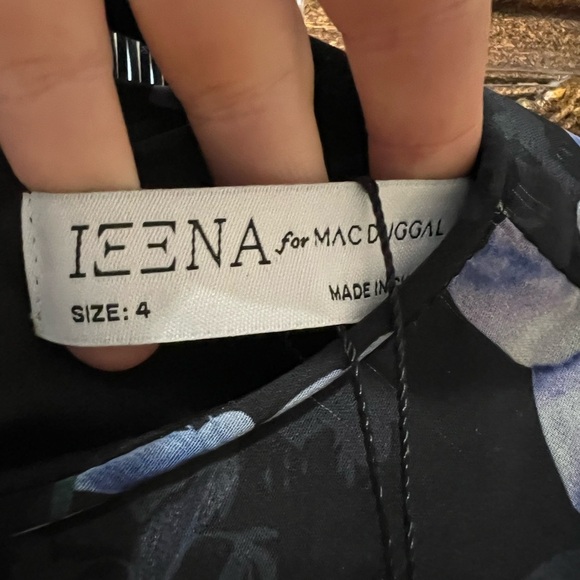 IEENA for MAC DUGGAL
MADE IN
SIZE: 4